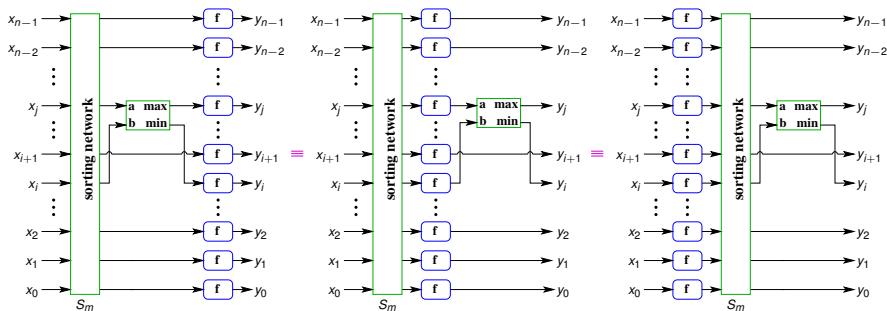 x_{n−1} f y_{n−1} x_{n−1} f y_{n−1} x_{n−1} f y_{n−1}
x_{n−2} f y_{n−2} x_{n−2} f y_{n−2} x_{n−2} f y_{n−2}
⋮ ⋮ ⋮ ⋮ ⋮ ⋮ ⋮ ⋮ ⋮
x_j a max f y_j x_j f a max y_j x_j f a max y_j
⋮ b min ⋮ ⋮ ⋮ b min ⋮ ⋮ b min
sorting network sorting network sorting network
x_{i+1} f y_{i+1} ≡ x_{i+1} f y_{i+1} ≡ x_{i+1} f y_{i+1}
x_i f y_i x_i f y_i x_i f y_i
⋮ ⋮ ⋮ ⋮ ⋮ ⋮ ⋮ ⋮
x_2 f y_2 x_2 f y_2 x_2 f y_2
x_1 f y_1 x_1 f y_1 x_1 f y_1
x_0 f y_0 x_0 f y_0 x_0 f y_0
S_m S_m S_m